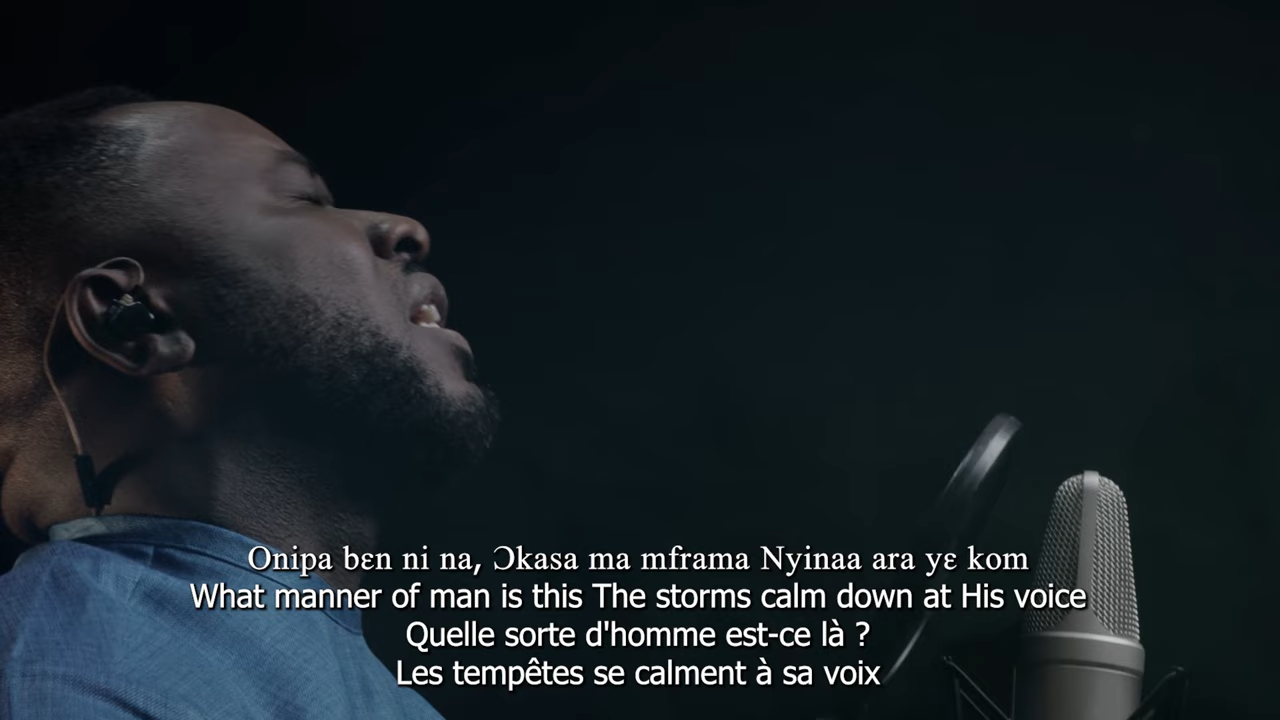 Onipa bɛn ni na, Ɔkasa ma mframa Nyinaa ara yɛ kom
What manner of man is this The storms calm down at His voice
Quelle sorte d'homme est-ce là ?
Les tempêtes se calment à sa voix